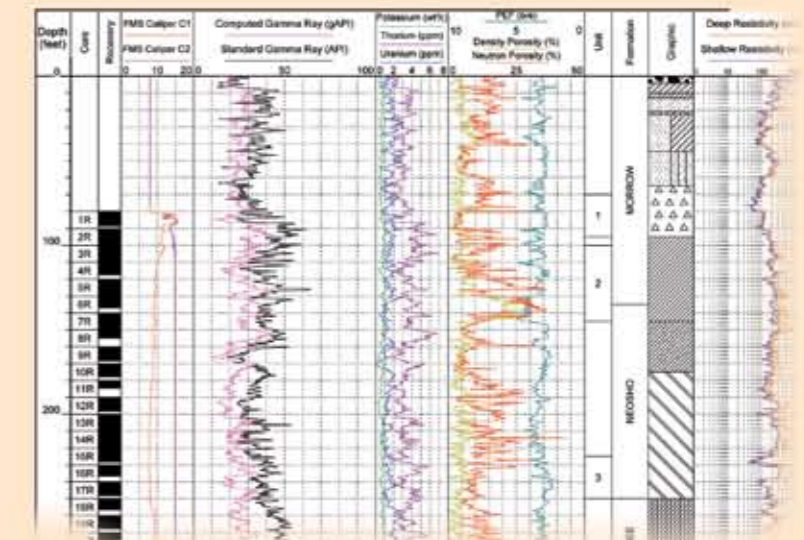 Depth
(feet)
Core
Recovery
FMS Caliper C1
FMS Caliper C2
0 10 20
Computed Gamma Ray (gAPI)
Standard Gamma Ray (API)
0 50 100
Potassium (wt%)
Thorium (ppm)
Uranium (ppm)
0 2 4 6 8
PEF
10 5 0
Density Porosity (%)
Neutron Porosity (%)
0 25 50
Unit
Formation
Graphic
Deep Resistivity
Shallow Resistivity
0
100
200
1R
2R
3R
4R
5R
6R
7R
8R
9R
10R
11R
12R
13R
14R
15R
16R
17R
18R
1
2
3
MORROW
NEOSHO